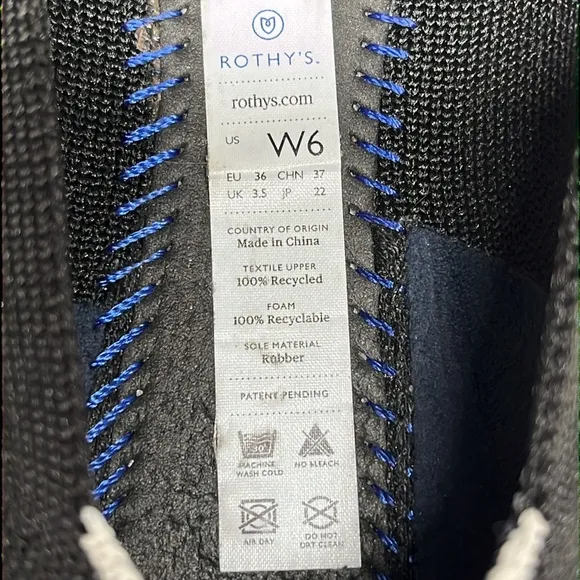 ROTHY'S.
rothys.com
US W6
EU 36 CHN 37
UK 3.5 JP 22
COUNTRY OF ORIGIN
Made in China
TEXTILE UPPER
100% Recycled
FOAM
100% Recyclable
SOLE MATERIAL
Rubber
PATENT PENDING
30°
MACHINE NO BLEACH
WASH COLD
AIR DRY DO NOT
DRY CLEAN